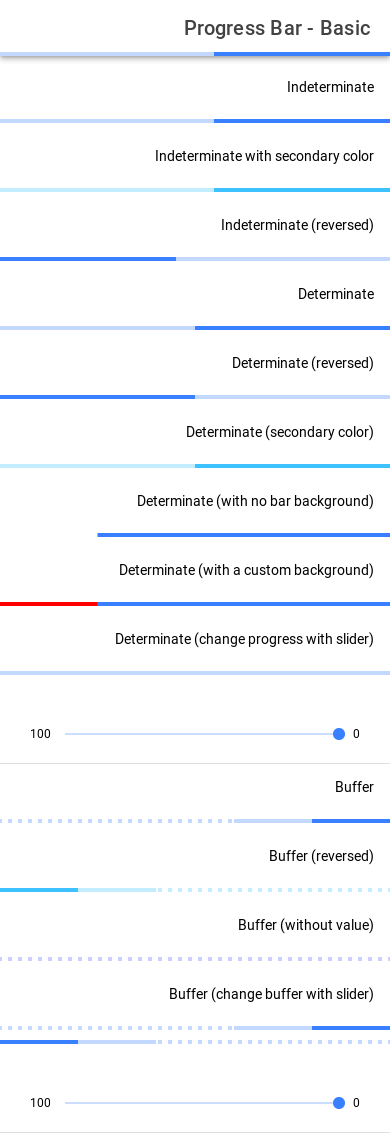 Progress Bar - Basic
Indeterminate
Indeterminate with secondary color
Indeterminate (reversed)
Determinate
Determinate (reversed)
Determinate (secondary color)
Determinate (with no bar background)
Determinate (with a custom background)
Determinate (change progress with slider)
100 0
Buffer
Buffer (reversed)
Buffer (without value)
Buffer (change buffer with slider)
100 0